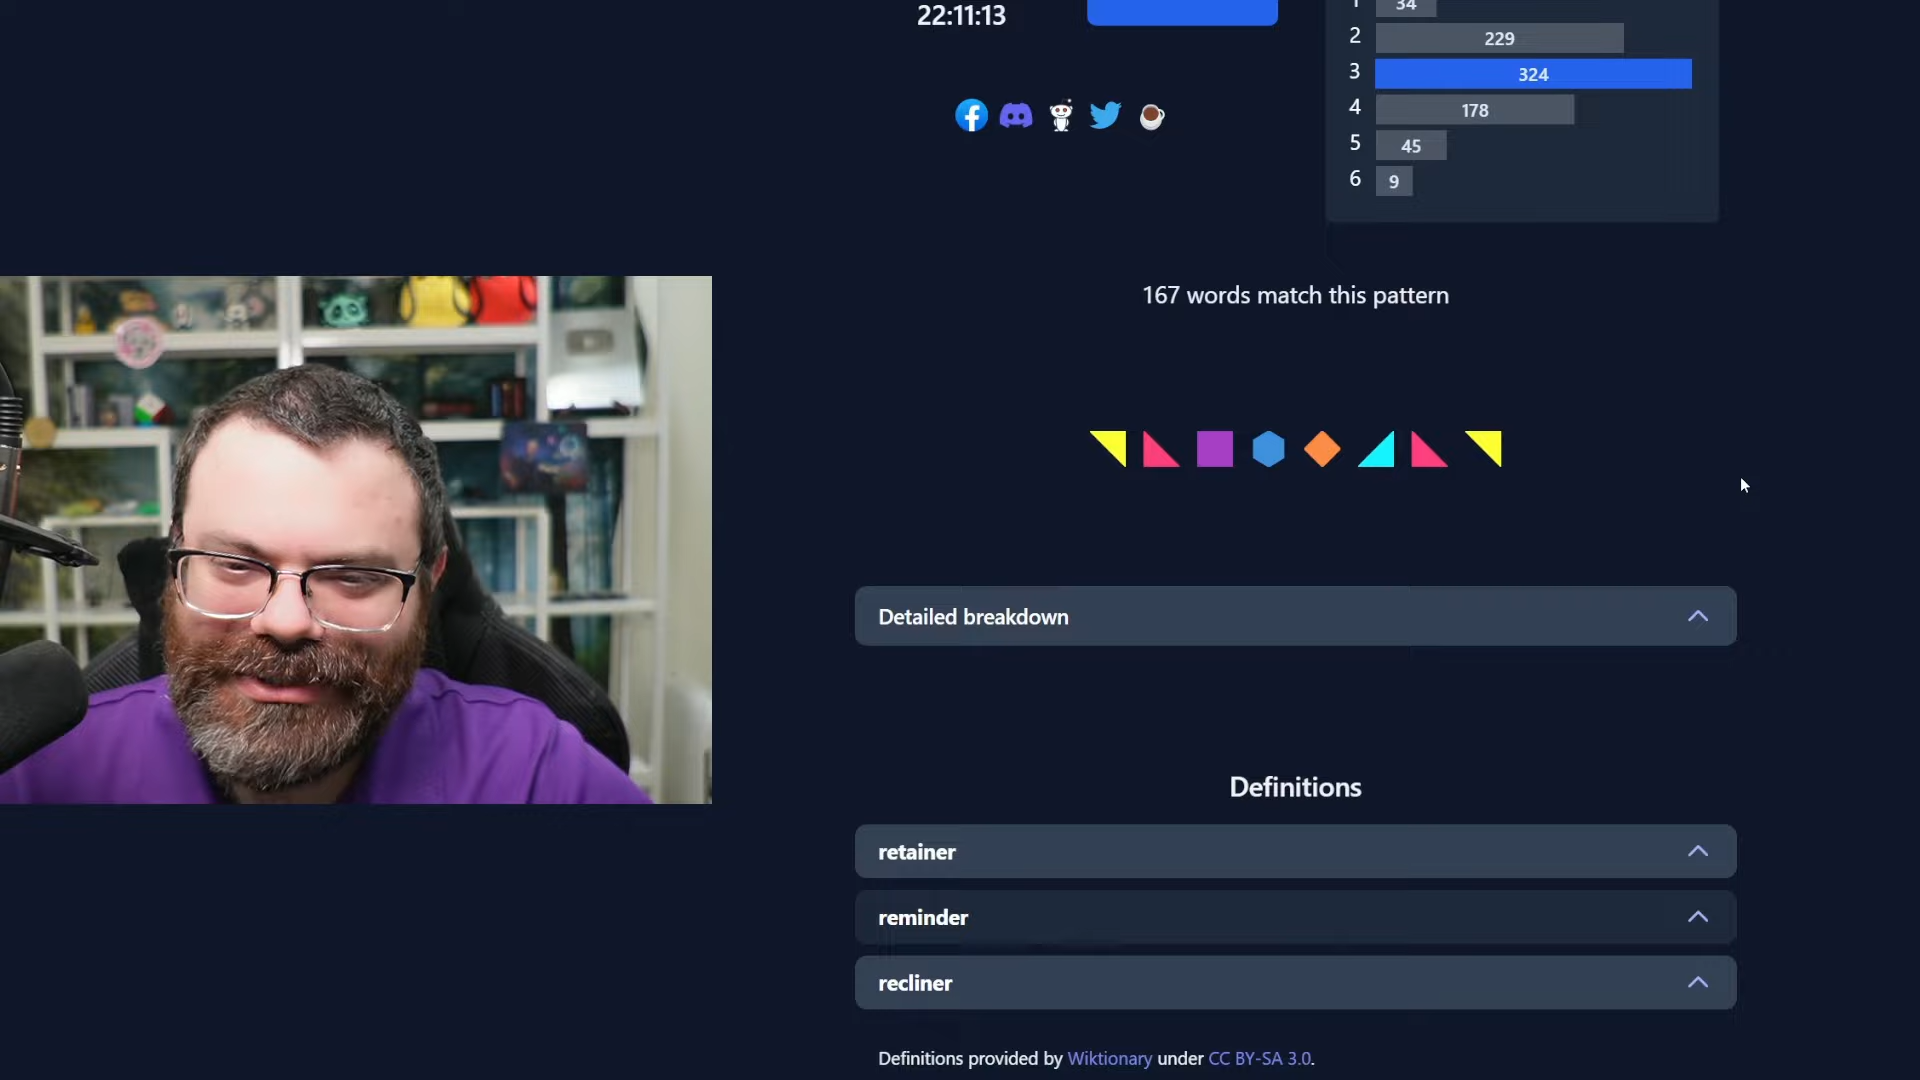 22:11:13
1 34
2 229
3 324
4 178
5 45
6 9
167 words match this pattern
Detailed breakdown
Definitions
retainer
reminder
recliner
Definitions provided by Wiktionary under CC BY-SA 3.0.